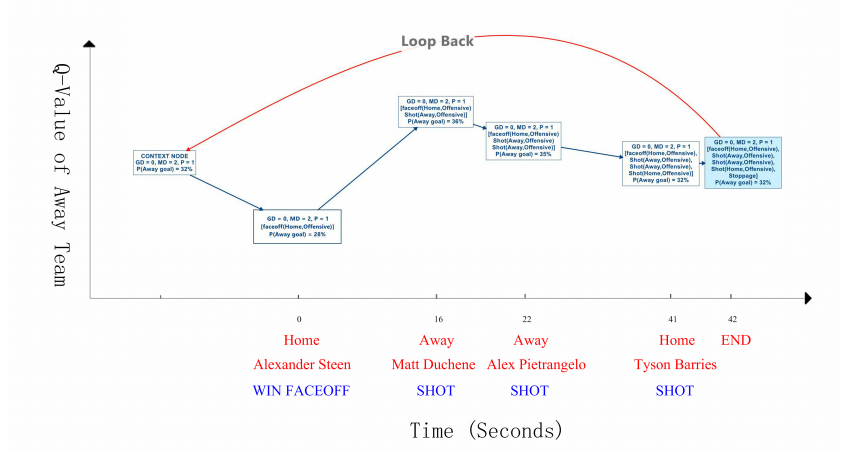 Loop Back
Q-Value of Away Team
CONTEXT NODE
GD = 0, MD = 2, P = 1
P(Away goal) = 32%
GD = 0, MD = 2, P = 1
[faceoff(Home,Offensive)]
P(Away goal) = 28%
GD = 0, MD = 2, P = 1
[faceoff(Home,Offensive)
Shot(Away,Offensive)]
P(Away goal) = 36%
GD = 0, MD = 2, P = 1
[faceoff(Home,Offensive)
Shot(Away,Offensive)
Shot(Away,Offensive)]
P(Away goal) = 35%
GD = 0, MD = 2, P = 1
[faceoff(Home,Offensive),
Shot(Away,Offensive),
Shot(Away,Offensive),
Shot(Home,Offensive)]
P(Away goal) = 32%
GD = 0, MD = 2, P = 1
[faceoff(Home,Offensive),
Shot(Away,Offensive),
Shot(Away,Offensive),
Shot(Home,Offensive),
Stoppage]
P(Away goal) = 32%
0 16 22 41 42
Home Away Away Home END
Alexander Steen Matt Duchene Alex Pietrangelo Tyson Barries
WIN FACEOFF SHOT SHOT SHOT
Time (Seconds)